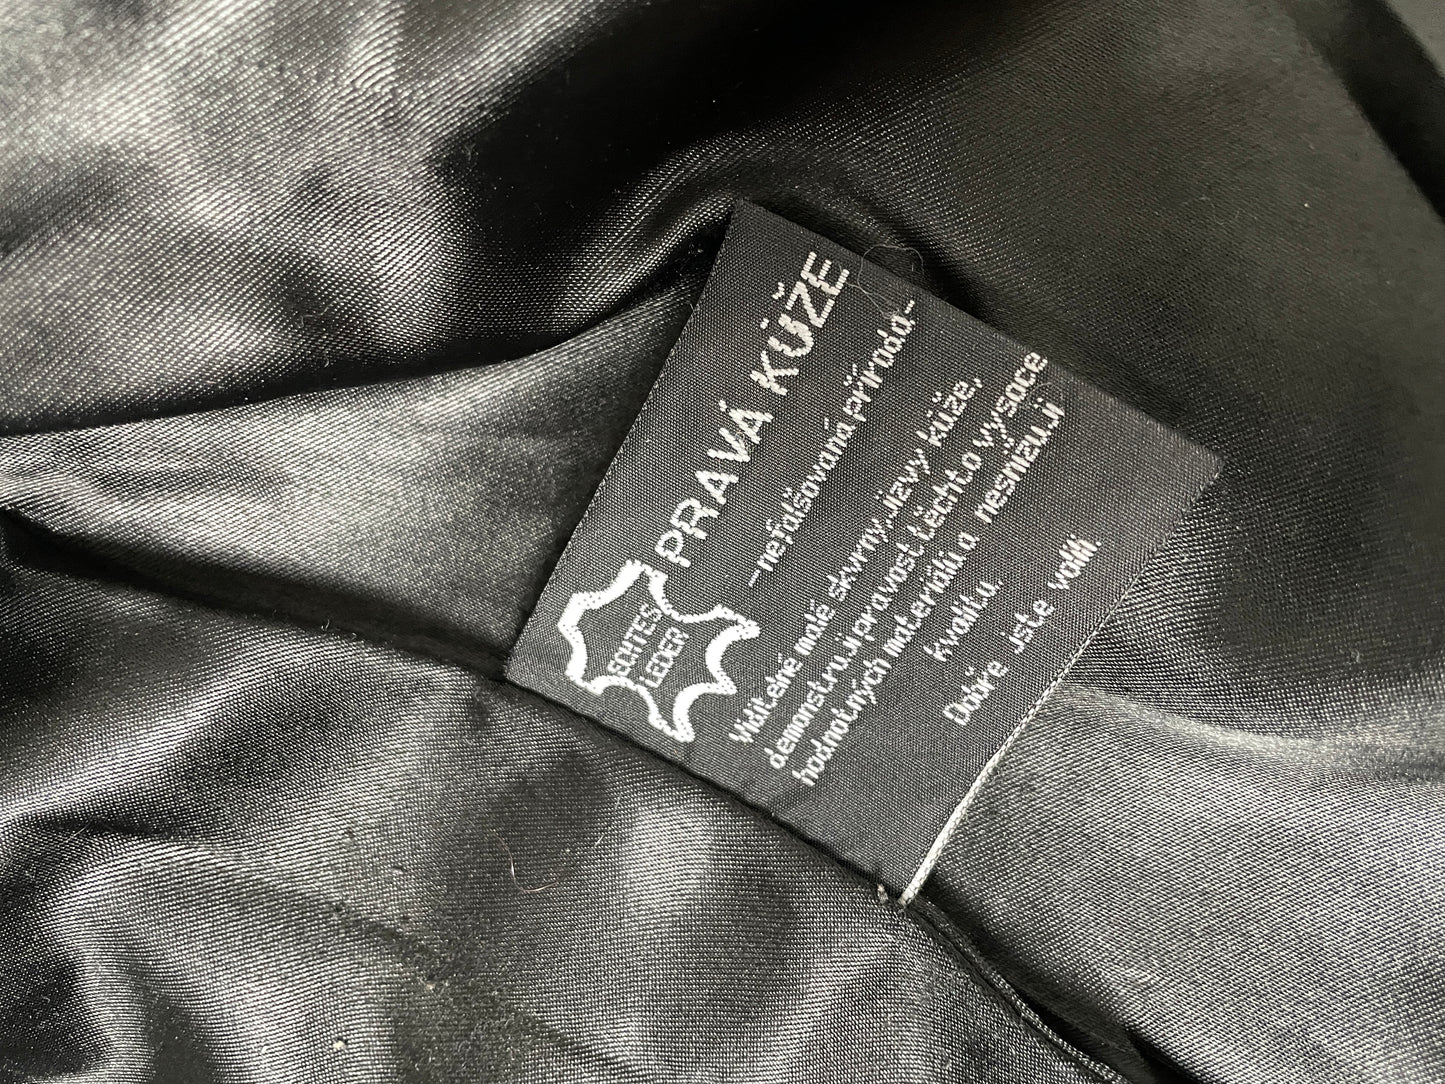 PRAVÁ KŮŽE
-nefalšovaná příroda-
ECHTES
LEDER
Viditelné malé skvrny,jizvy kůže,
demonstrují pravost těchto vysoce
hodnotných materiálů a nesnižují
kvalitu.
Dobře jste volili.